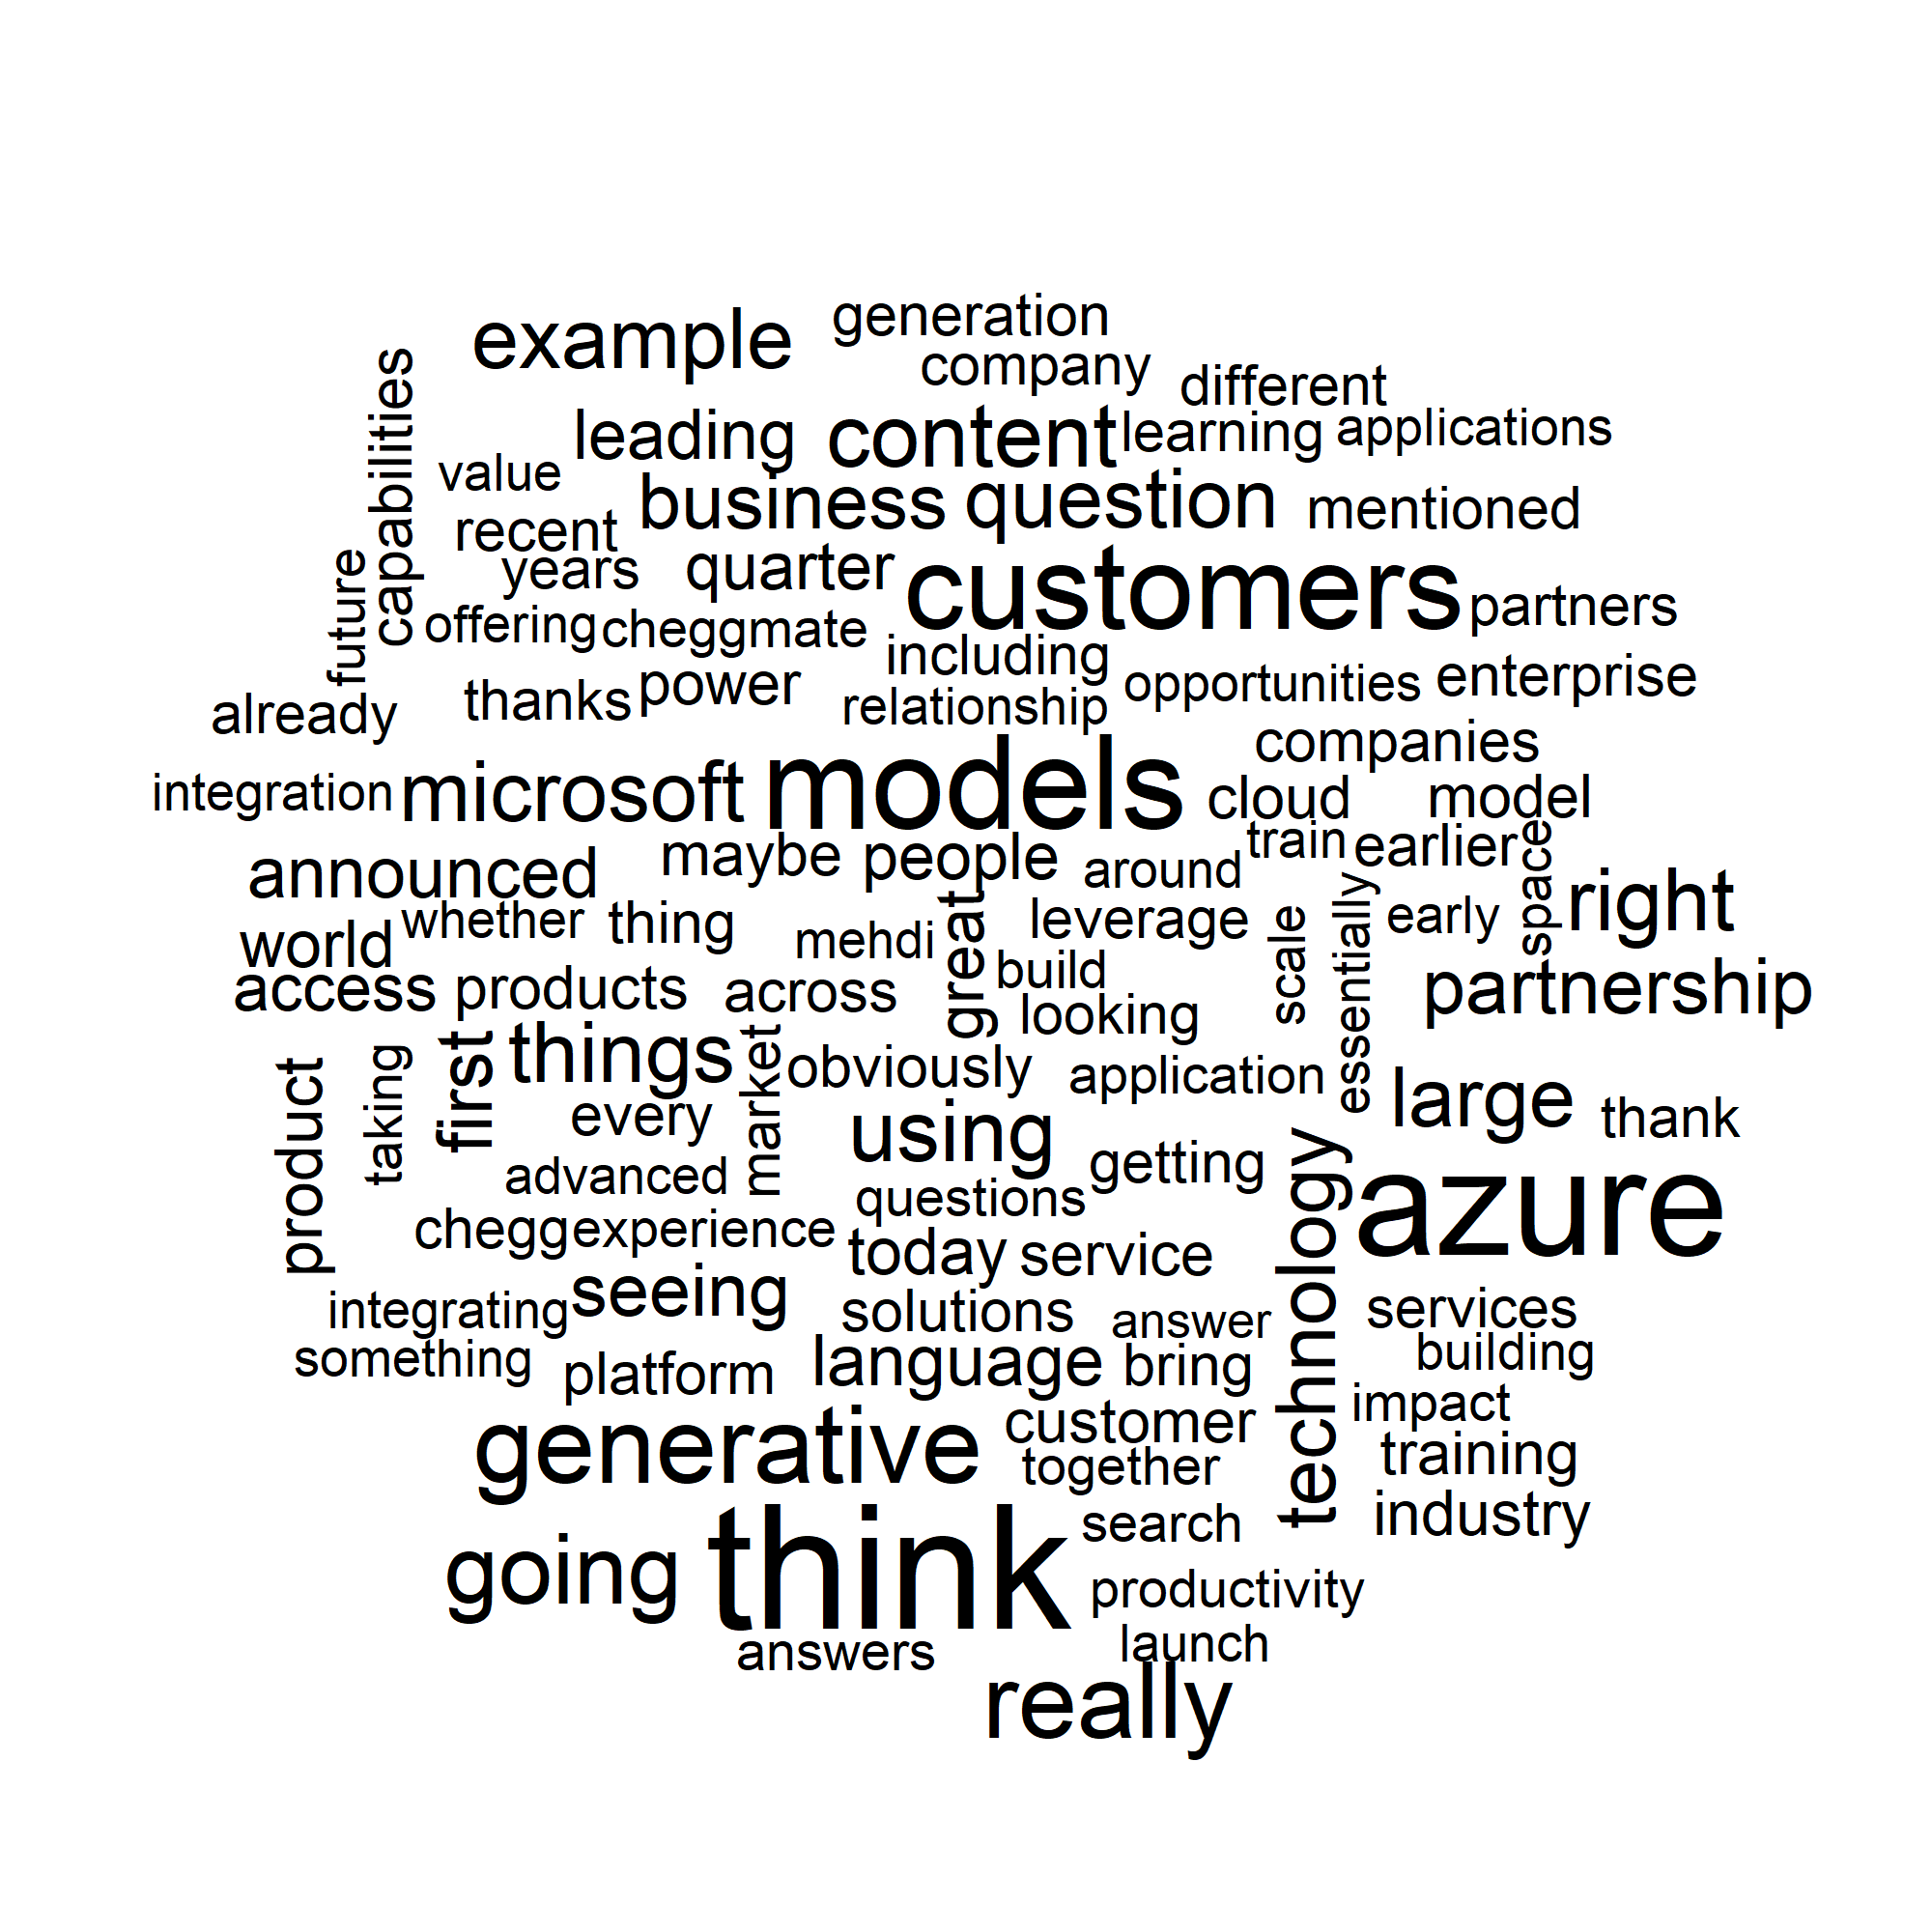 example
generation
company
different
capabilities
leading
content
learning
applications
value
business
question
mentioned
recent
years
quarter
customers
partners
future
offering
cheggmate
including
already
thanks
power
relationship
opportunities
enterprise
integration
microsoft
models
companies
cloud
model
announced
maybe
people
around
train
earlier
space
right
world
whether
thing
mehdi
great
leverage
scale
essentially
early
access
products
across
build
looking
partnership
product
taking
first
things
market
obviously
application
large
thank
every
using
advanced
questions
getting
technology
azure
chegg
experience
today
service
integrating
seeing
solutions
answer
services
something
platform
language
bring
building
generative
customer
impact
together
training
going
think
search
industry
productivity
answers
launch
really